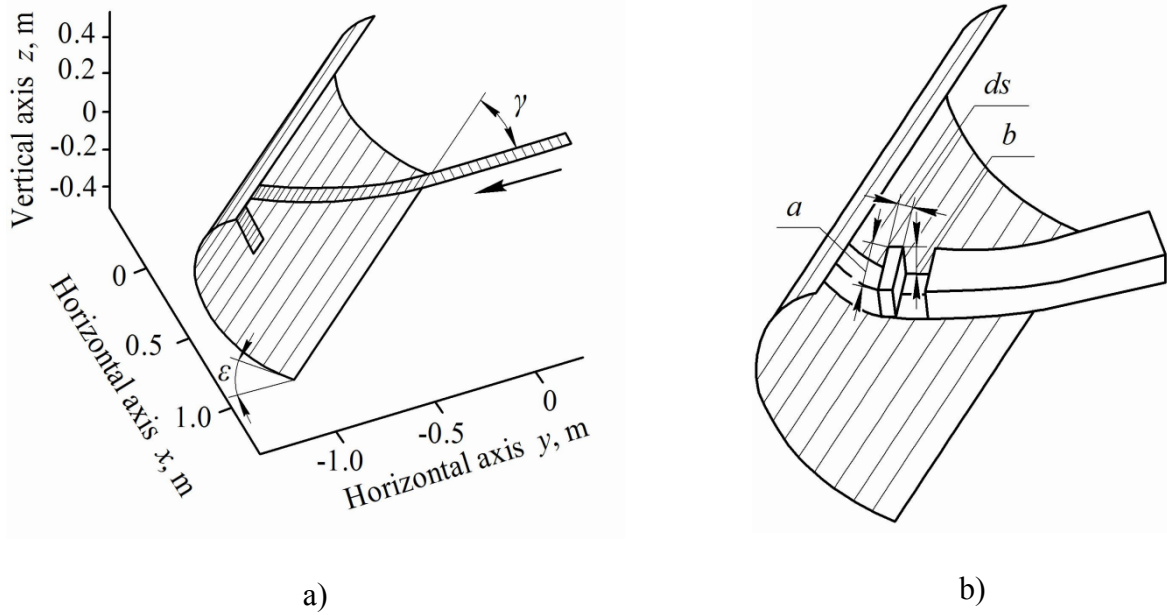 Vertical axis z, m
0.4
0.2
0
-0.2
-0.4
γ
0
0.5
1.0
Horizontal axis x, m
ε
-1.0
-0.5
0
Horizontal axis y, m
a)
ds
b
a
b)